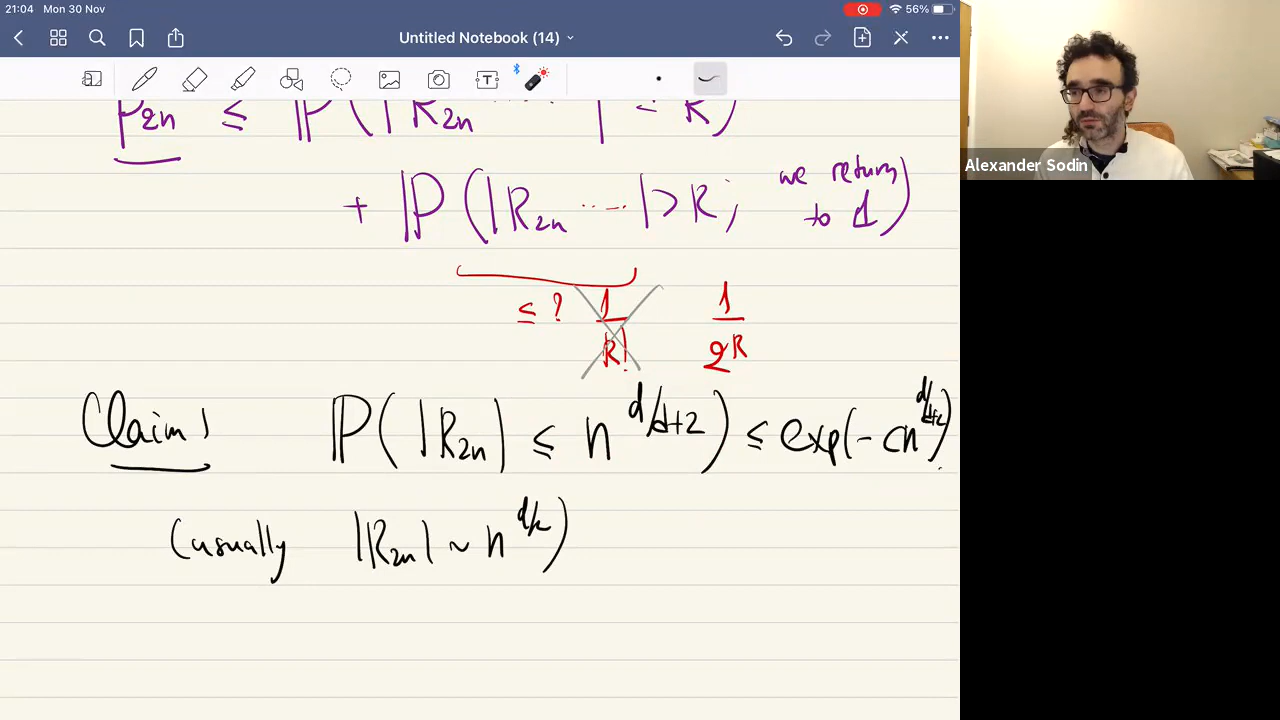 21:04 Mon 30 Nov 56%
Untitled Notebook (14)
P2n ≤ ℙ(|R2n ... | ≤ R)
+ ℙ(|R2n ....| > R; we return to 1)
≤ ? 1/R! 1/2^R
Claim) ℙ(|R2n| ≤ n^{d/d+2}) ≤ exp(-cn^{d/d+2})
(usually |R2n| ~ n^{d/2})
Alexander Sodin